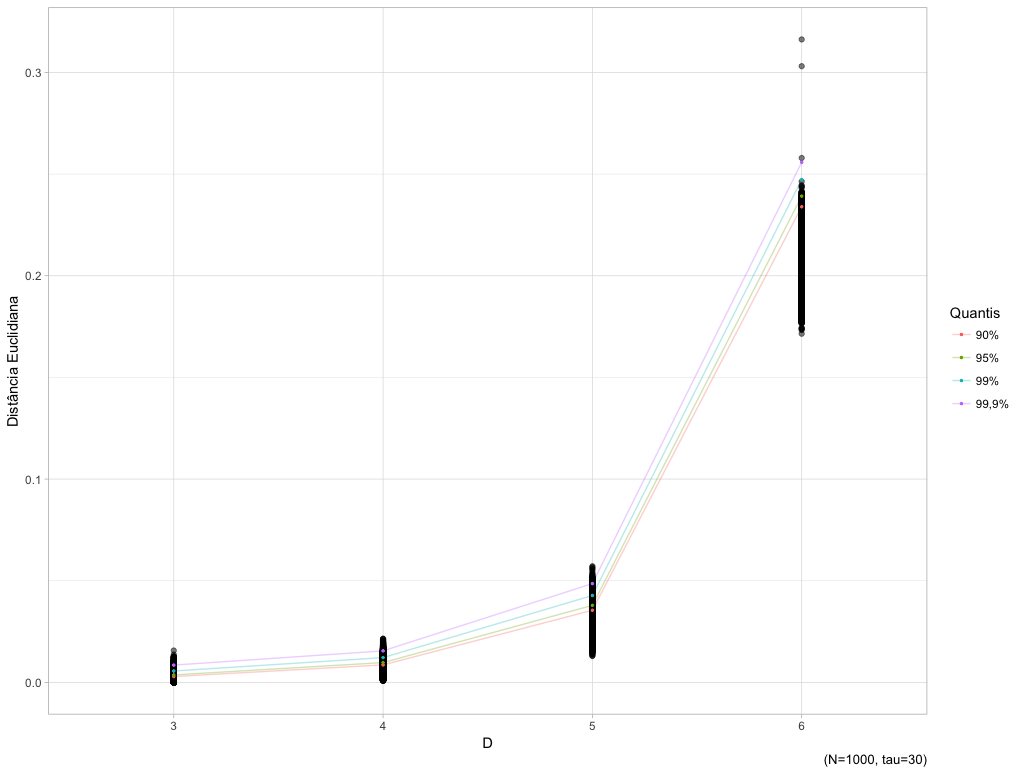 0.3
0.2
0.1
0.0
Distância Euclidiana
3 4 5 6
D
(N=1000, tau=30)
Quantis
90%
95%
99%
99,9%